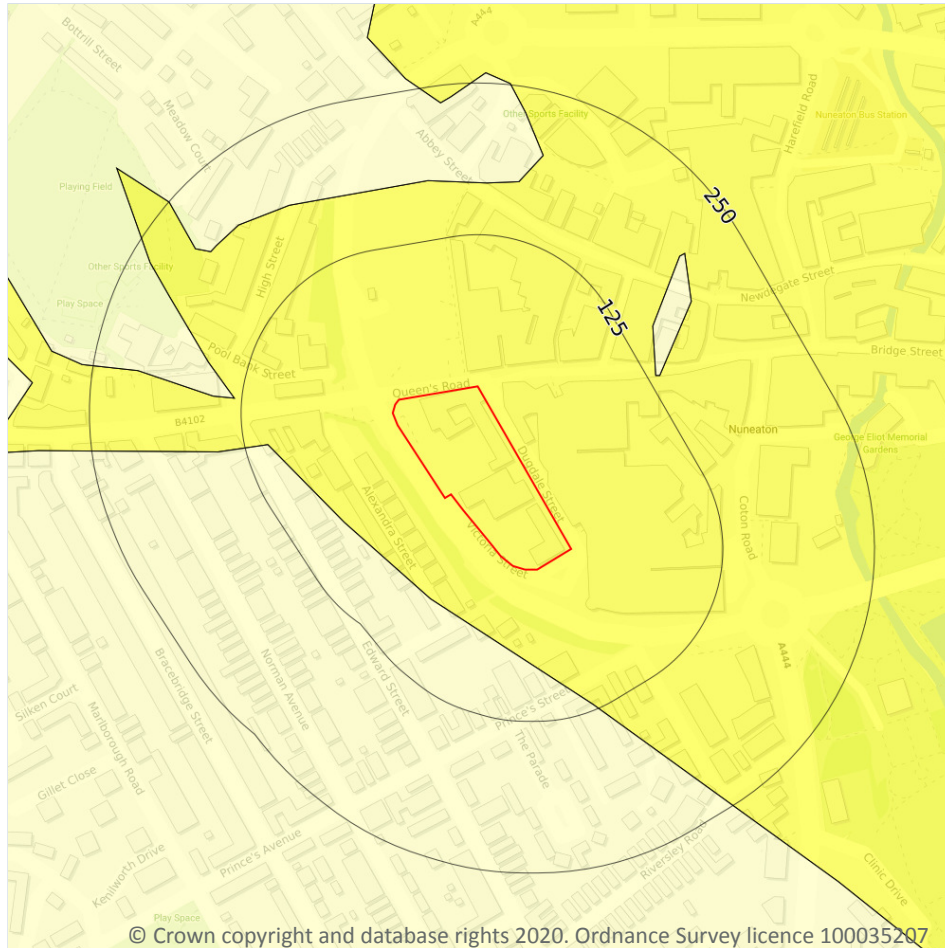 Bottrill Street
A444
Meadow Court
Abbey Street
Other Sports Facility
Harefield Road
Nuneaton Bus Station
Playing Field
250
Other Sports Facility
High Street
Newdegate Street
Play Space
125
Pool Bank Street
Bridge Street
Queen's Road
B4102
Nuneaton
George Eliot Memorial
Gardens
Dugdale Street
Alexandra Street
Coton Road
Victoria Street
Edward Street
Bracebridge Street
Norman Avenue
A444
Silken Court
Prince's Street
Marlborough Road
The Parade
Gillet Close
Prince's Avenue
Riversley Road
Kenilworth Drive
Clinic Drive
Play Space
© Crown copyright and database rights 2020. Ordnance Survey licence 100035207